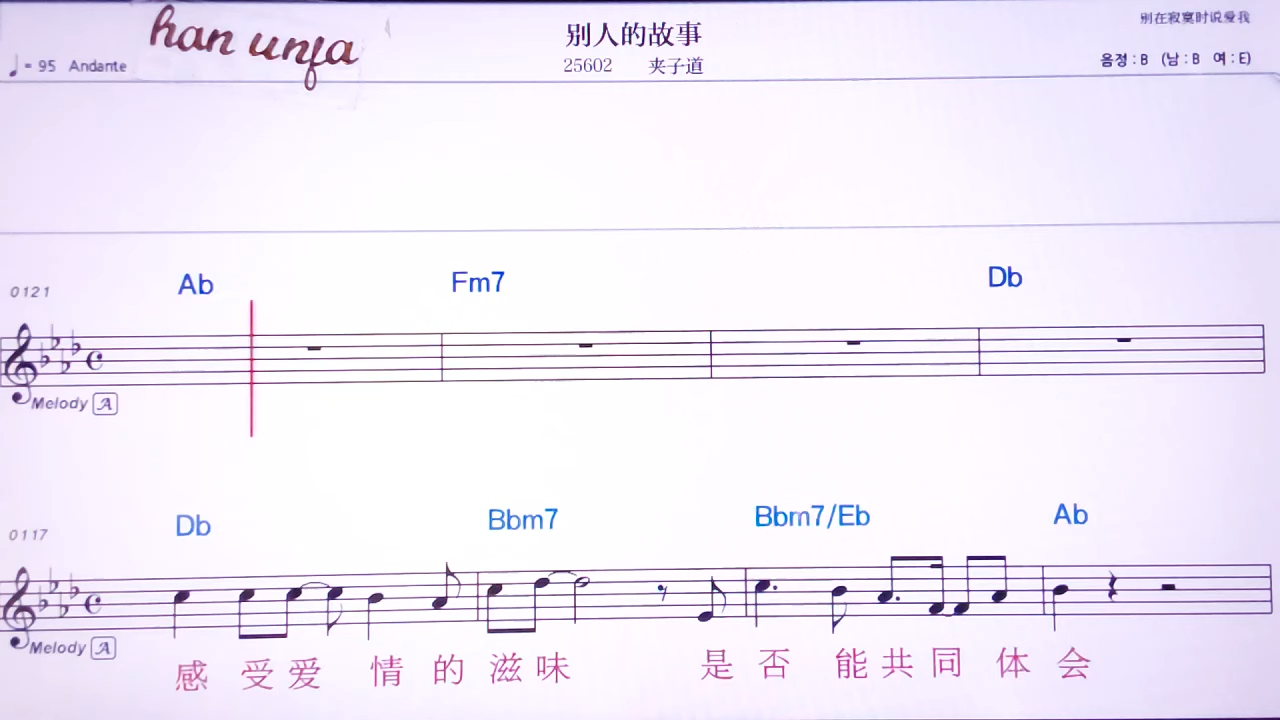 han unfa
别人的故事
别在寂寞时说爱我
♩= 95 Andante
25602 夹子道
음정 : B (남 : B 여 : E)
Ab Fm7 Db
0121
Melody A
Db Bbm7 Bbm7/Eb Ab
0117
Melody A
感 受 爱 情 的 滋 味 是 否 能 共 同 体 会